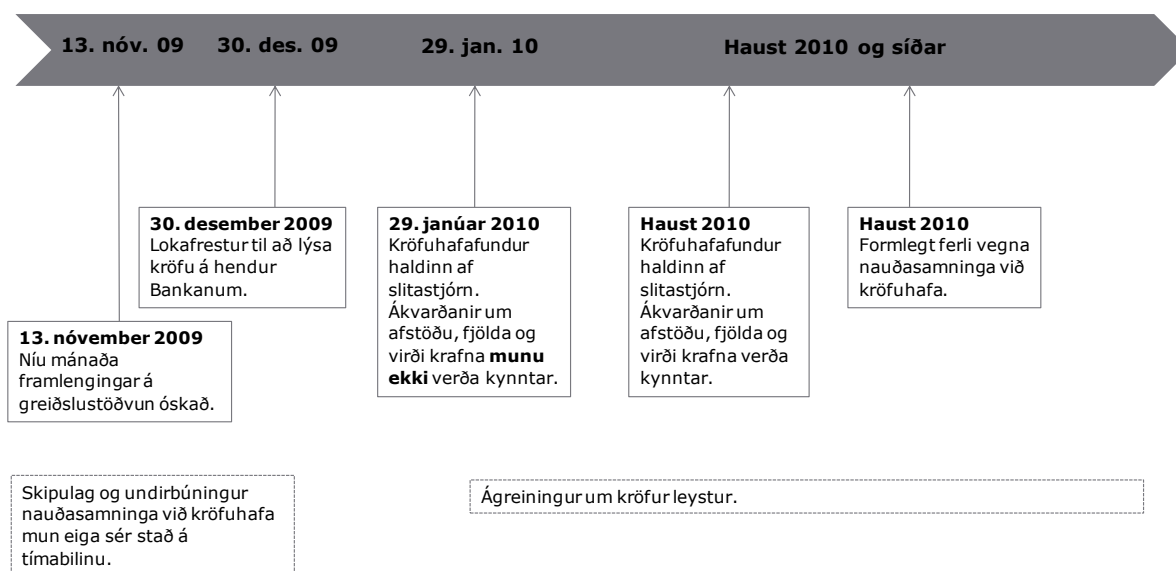 13. nóv. 09
30. des. 09
29. jan. 10
Haust 2010 og síðar
13. nóvember 2009
Níu mánaða
framlengingar á
greiðslustöðvun óskað.
30. desember 2009
Lokafrestur til að lýsa
kröfu á hendur
Bankanum.
29. janúar 2010
Kröfuhafafundur
haldinn af
slitastjórn.
Ákvarðanir um
afstöðu, fjölda og
virði krafna munu
ekki verða kynntar.
Haust 2010
Kröfuhafafundur
haldinn af
slitastjórn.
Ákvarðanir um
afstöðu, fjölda og
virði krafna verða
kynntar.
Haust 2010
Formlegt ferli vegna
nauðasamninga við
kröfuhafa.
Skipulag og undirbúningur
nauðasamninga við kröfuhafa
mun eiga sér stað á
tímabilinu.
Ágreiningur um kröfur leystur.